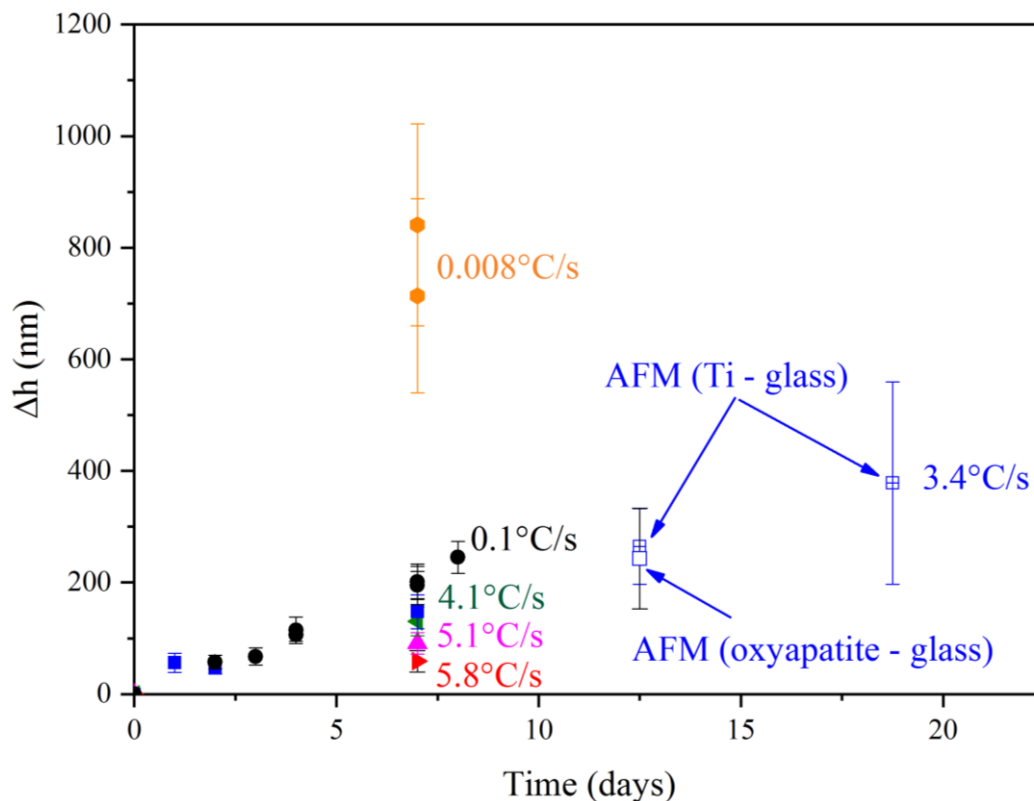 1200
1000
800
600
400
200
0
Δh (nm)
0.008°C/s
AFM (Ti - glass)
3.4°C/s
0.1°C/s
4.1°C/s
5.1°C/s
AFM (oxyapatite - glass)
5.8°C/s
0 5 10 15 20
Time (days)